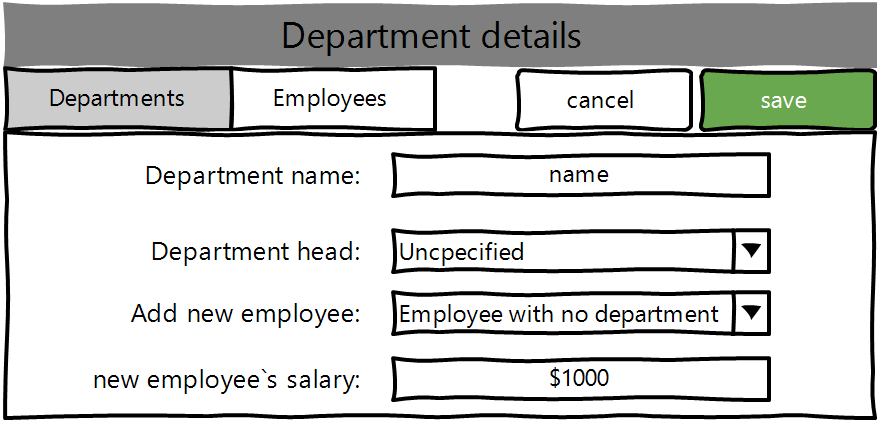 Department details
Departments Employees cancel save
Department name: name
Department head: Uncpecified
Add new employee: Employee with no department
new employee`s salary: $1000